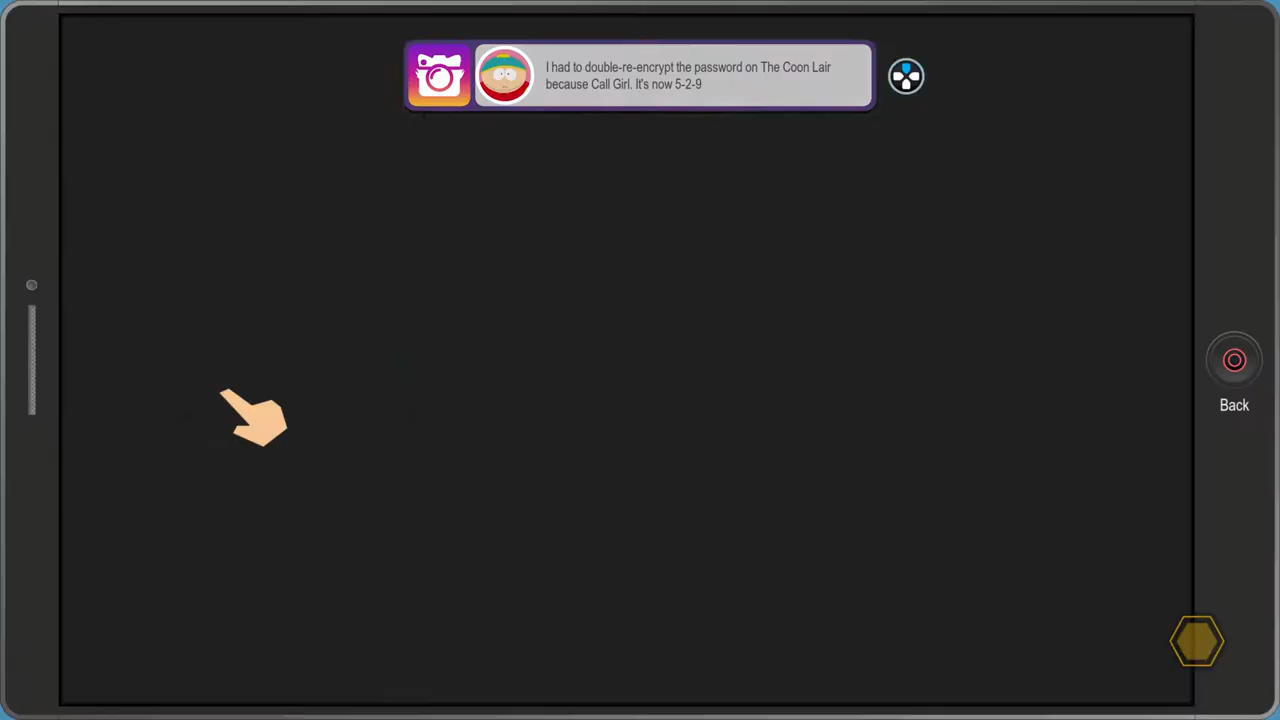 I had to double-re-encrypt the password on The Coon Lair
because Call Girl. It's now 5-2-9
Back